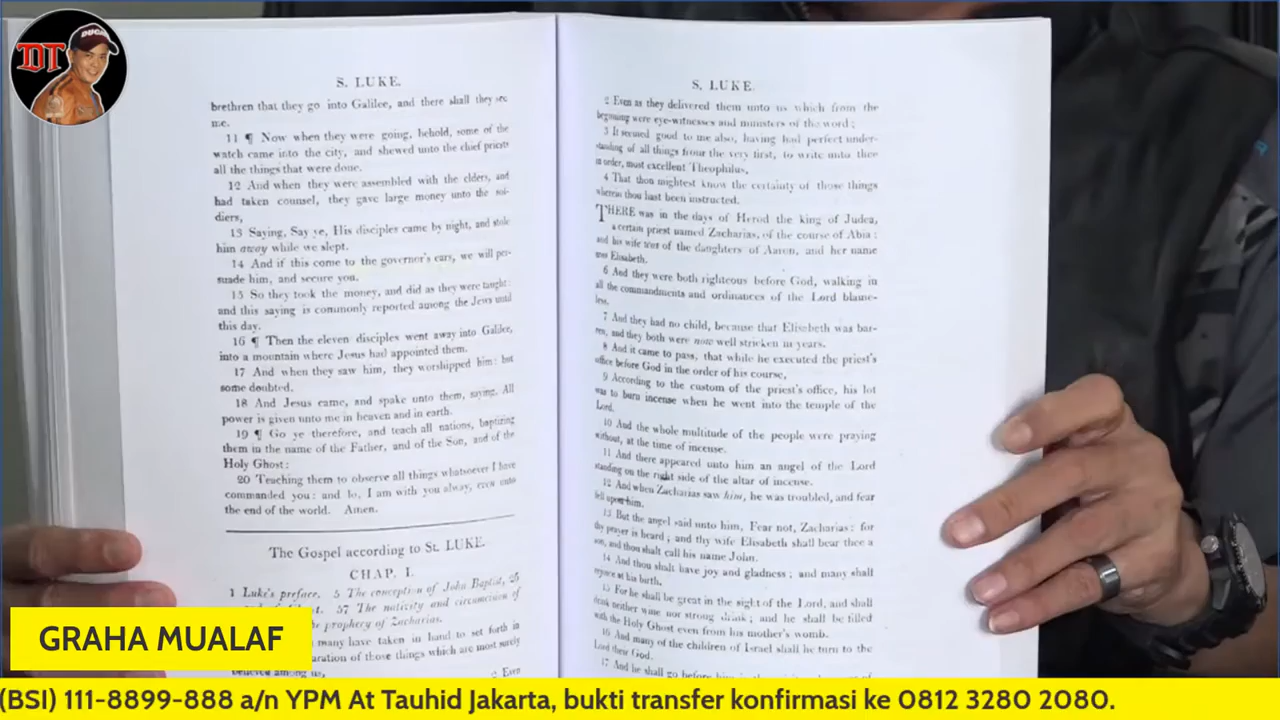 DUCATI
DT
S. LUKE.
brethren that they go into Galilee, and there shall they see
me.
11 ¶ Now when they were going, behold, some of the
watch came into the city, and shewed unto the chief priests
all the things that were done.
12 And when they were assembled with the elders, and
had taken counsel, they gave large money unto the sol-
diers,
13 Saying, Say ye, His disciples came by night, and stole
him away while we slept.
14 And if this come to the governor's ears, we will per-
suade him, and secure you.
15 So they took the money, and did as they were taught:
and this saying is commonly reported among the Jews until
this day.
16 ¶ Then the eleven disciples went away into Galilee,
into a mountain where Jesus had appointed them.
17 And when they saw him, they worshipped him: but
some doubted.
18 And Jesus came, and spake unto them, saying, All
power is given unto me in heaven and in earth.
19 ¶ Go ye therefore, and teach all nations, baptizing
them in the name of the Father, and of the Son, and of the
Holy Ghost:
20 Teaching them to observe all things whatsoever I have
commanded you: and lo, I am with you alway, even unto
the end of the world. Amen.
The Gospel according to St. LUKE.
CHAP. I.
1 Luke's preface. 5 The conception of John Baptist, 25
57 The nativity and circumcision of
prophecy of Zacharias.
many have taken in hand to set forth in
of those things which are most surely
believed among us,
2 Even
S. LUKE.
2 Even as they delivered them unto us which from the
beginning were eye-witnesses and ministers of the word;
3 It seemed good to me also, having had perfect under-
standing of all things from the very first, to write unto thee
in order, most excellent Theophilus,
4 That thou mightest know the certainty of those things
wherein thou hast been instructed.
THERE was in the days of Herod the king of Judea,
a certain priest named Zacharias, of the course of Abia:
and his wife was of the daughters of Aaron, and her name
was Elisabeth.
6 And they were both righteous before God, walking in
all the commandments and ordinances of the Lord blame-
less.
7 And they had no child, because that Elisebeth was bar-
ren, and they both were now well stricken in years.
8 And it came to pass, that while he executed the priest's
office before God in the order of his course,
9 According to the custom of the priest's office, his lot
was to burn incense when he went into the temple of the
Lord.
10 And the whole multitude of the people were praying
without, at the time of incense.
11 And there appeared unto him an angel of the Lord
standing on the right side of the altar of incense.
12 And when Zacharias saw him, he was troubled, and fear
fell upon him.
13 But the angel said unto him, Fear not, Zacharias: for
thy prayer is heard; and thy wife Elisabeth shall bear thee a
son, and thou shalt call his name John.
14 And thou shalt have joy and gladness; and many shall
rejoice at his birth.
15 For he shall be great in the sight of the Lord, and shall
drink neither wine nor strong drink; and he shall be filled
with the Holy Ghost even from his mother's womb.
16 And many of the children of Israel shall he turn to the
Lord their God.
17 And he shall go before him in the
GRAHA MUALAF
(BSI) 111-8899-888 a/n YPM At Tauhid Jakarta, bukti transfer konfirmasi ke 0812 3280 2080.